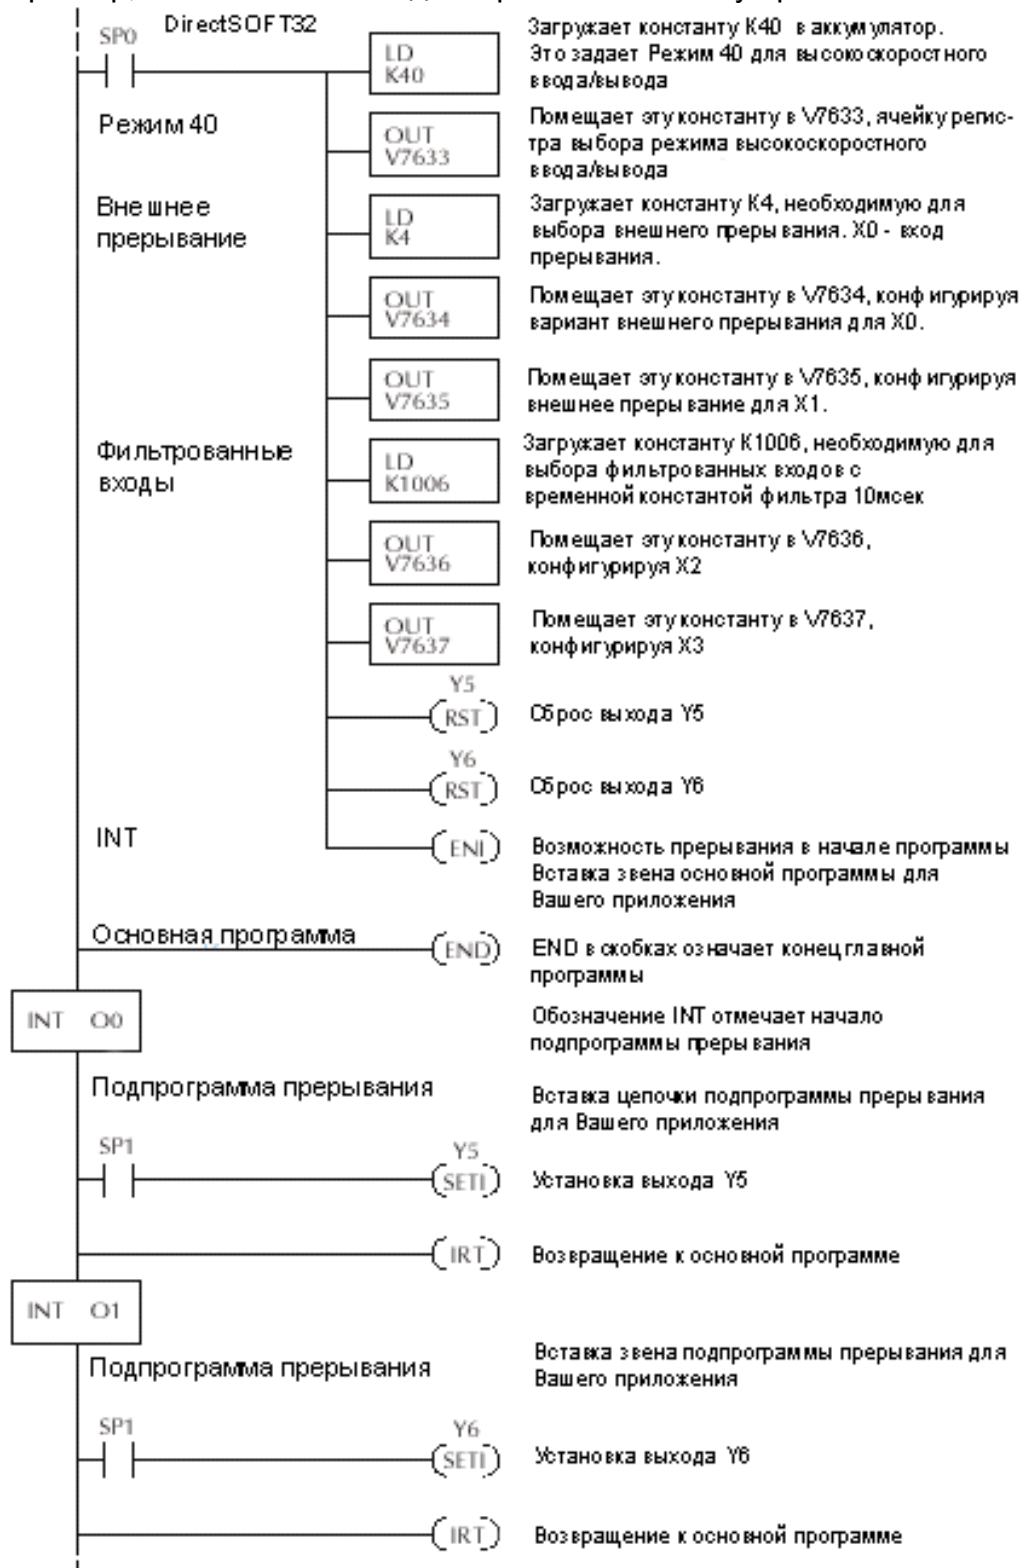 SP0
DirectSOFT32
LD
K40
Загружает константу К40 в аккумулятор.
Это задает Режим 40 для высокоскоростного
ввода/вывода
Режим 40
OUT
V7633
Помещает эту константу в V7633, ячейку регис-
тра выбора режима высокоскоростного
ввода/вывода
Внешнее
прерывание
LD
K4
Загружает константу К4, необходимую для
выбора внешнего прерывания. X0 - вход
прерывания.
OUT
V7634
Помещает эту константу в V7634, конфигурируя
вариант внешнего прерывания для X0.
OUT
V7635
Помещает эту константу в V7635, конфигурируя
внешнее прерывание для X1.
Фильтрованные
входы
LD
K1006
Загружает константу К1006, необходимую для
выбора фильтрованных входов с
временной константой фильтра 10мсек
OUT
V7636
Помещает эту константу в V7636,
конфигурируя X2
OUT
V7637
Помещает эту константу в V7637,
конфигурируя X3
Y5
RST
Сброс выхода Y5
Y6
RST
Сброс выхода Y6
INT
ENI
Возможность прерывания в начале программы
Вставка звена основной программы для
Вашего приложения
Основная программа
END
END в скобках означает конец главной
программы
INT O0
Обозначение INT отмечает начало
подпрограммы прерывания
Подпрограмма прерывания
Вставка цепочки подпрограммы прерывания
для Вашего приложения
SP1
Y5
SETI
Установка выхода Y5
IRT
Возвращение к основной программе
INT O1
Подпрограмма прерывания
Вставка звена подпрограммы прерывания для
Вашего приложения
SP1
Y6
SETI
Установка выхода Y6
IRT
Возвращение к основной программе